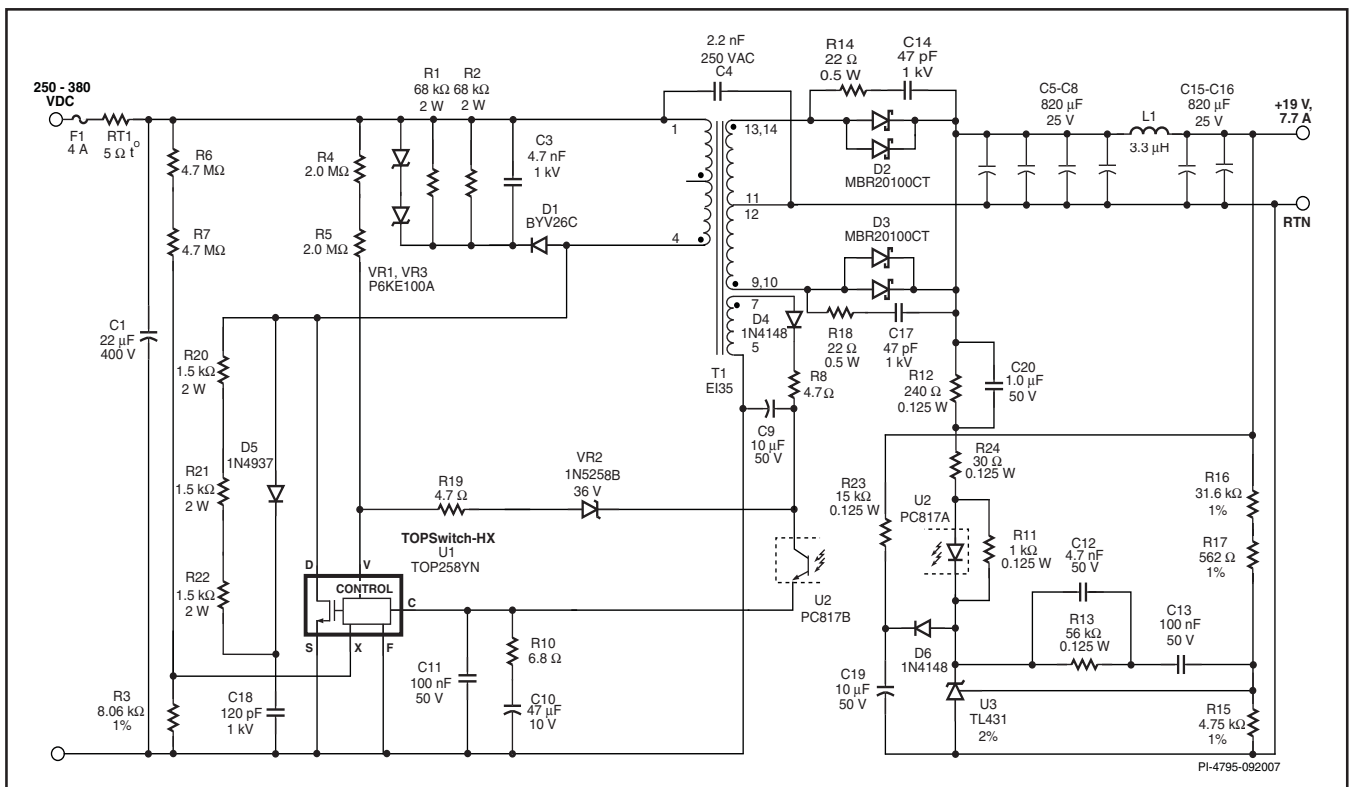 250 - 380
VDC
F1
4 A
RT1
5 Ω
t°
R6
4.7 MΩ
R7
4.7 MΩ
R4
2.0 MΩ
R5
2.0 MΩ
R1
68 kΩ
2 W
R2
68 kΩ
2 W
C3
4.7 nF
1 kV
D1
BYV26C
VR1, VR3
P6KE100A
2.2 nF
250 VAC
C4
1
4
13,14
11
12
9,10
7
5
T1
EI35
R14
22 Ω
0.5 W
C14
47 pF
1 kV
D2
MBR20100CT
D3
MBR20100CT
C5-C8
820 µF
25 V
L1
3.3 µH
C15-C16
820 µF
25 V
+19 V,
7.7 A
RTN
D4
1N4148
R8
4.7Ω
R18
22 Ω
0.5 W
C17
47 pF
1 kV
R12
240 Ω
0.125 W
C20
1.0 µF
50 V
C1
22 µF
400 V
R20
1.5 kΩ
2 W
D5
1N4937
R21
1.5 kΩ
2 W
R22
1.5 kΩ
2 W
C9
10 µF
50 V
VR2
1N5258B
36 V
R19
4.7 Ω
R24
30 Ω
0.125 W
R23
15 kΩ
0.125 W
U2
PC817A
R11
1 kΩ
0.125 W
R16
31.6 kΩ
1%
R17
562 Ω
1%
TOPSwitch-HX
U1
TOP258YN
D
V
CONTROL
C
S
X
F
U2
PC817B
C12
4.7 nF
50 V
R13
56 kΩ
0.125 W
C13
100 nF
50 V
D6
1N4148
C19
10 µF
50 V
U3
TL431
2%
R15
4.75 kΩ
1%
R3
8.06 kΩ
1%
C18
120 pF
1 kV
C11
100 nF
50 V
R10
6.8 Ω
C10
47 µF
10 V
PI-4795-092007